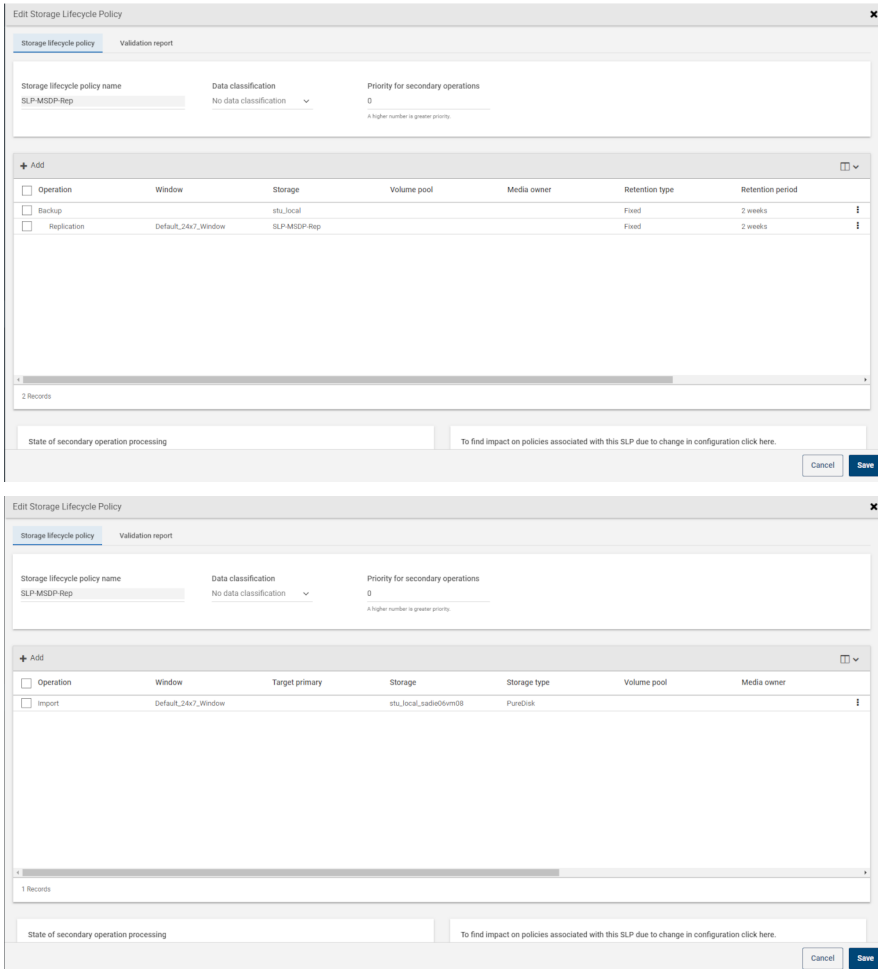 Edit Storage Lifecycle Policy
Storage lifecycle policy Validation report
Storage lifecycle policy name Data classification Priority for secondary operations
SLP-MSDP-Rep No data classification 0
A higher number is greater priority.
+ Add
Operation Window Storage Volume pool Media owner Retention type Retention period
Backup stu_local Fixed 2 weeks
Replication Default_24x7_Window SLP-MSDP-Rep Fixed 2 weeks
2 Records
State of secondary operation processing To find impact on policies associated with this SLP due to change in configuration click here.
Cancel Save
Edit Storage Lifecycle Policy
Storage lifecycle policy Validation report
Storage lifecycle policy name Data classification Priority for secondary operations
SLP-MSDP-Rep No data classification 0
A higher number is greater priority.
+ Add
Operation Window Target primary Storage Storage type Volume pool Media owner
Import Default_24x7_Window stu_local_sadie06vm08 PureDisk
1 Records
State of secondary operation processing To find impact on policies associated with this SLP due to change in configuration click here.
Cancel Save